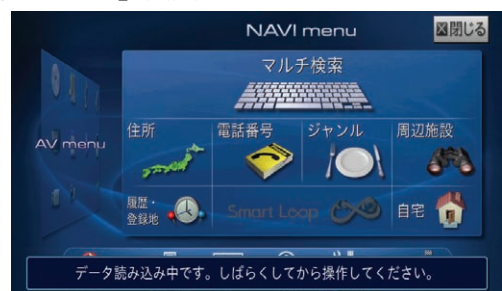 NAVI menu
閉じる
マルチ検索
AV menu
住所
電話番号
ジャンル
周辺施設
履歴・
登録地
Smart Loop
自宅
データ読み込み中です。しばらくしてから操作してください。